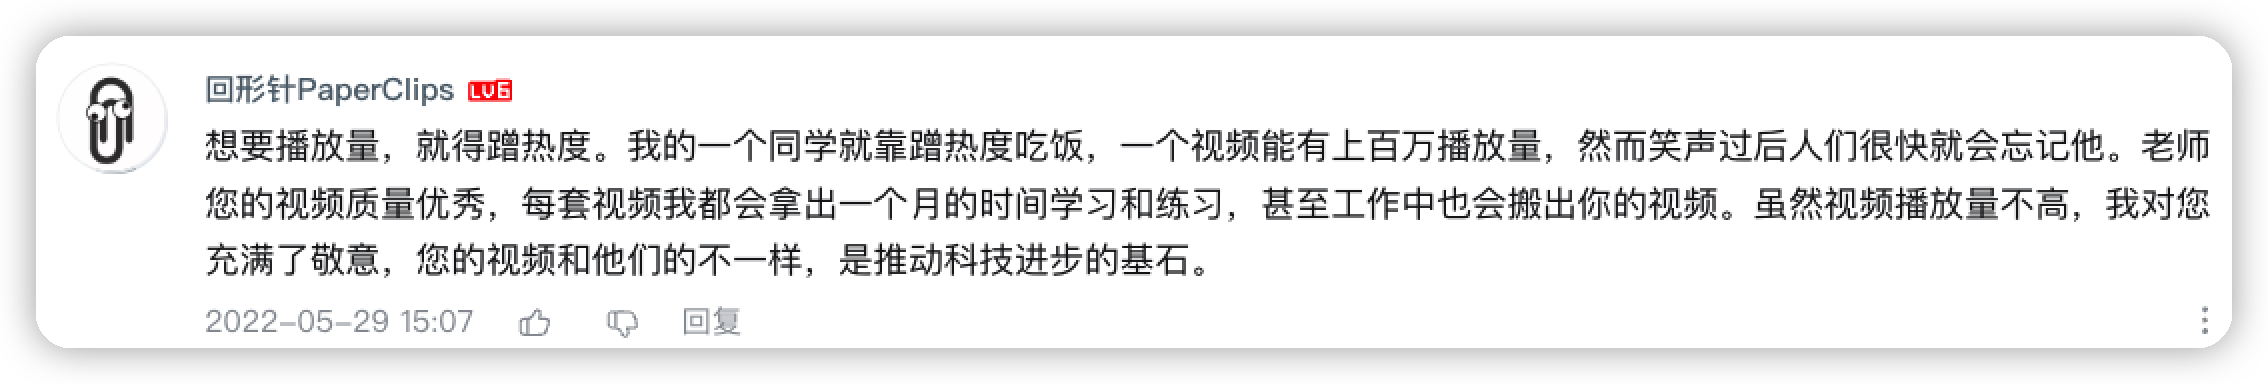 回形针PaperClips LV6
想要播放量，就得蹭热度。我的一个同学就靠蹭热度吃饭，一个视频能有上百万播放量，然而笑声过后人们很快就会忘记他。老师
您的视频质量优秀，每套视频我都会拿出一个月的时间学习和练习，甚至工作中也会搬出你的视频。虽然视频播放量不高，我对您
充满了敬意，您的视频和他们的不一样，是推动科技进步的基石。
2022-05-29 15:07 回复